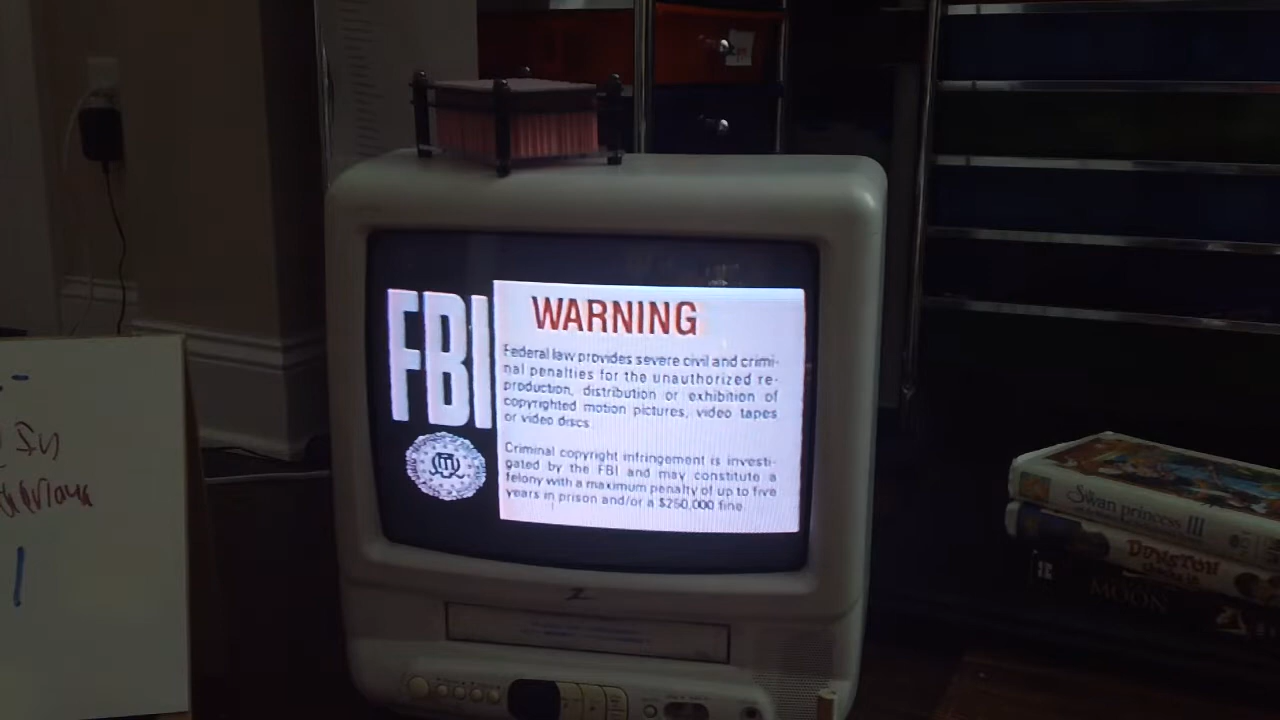 FBI
WARNING
Federal law provides severe civil and crimi-
nal penalties for the unauthorized re-
production, distribution or exhibition of
copyrighted motion pictures, video tapes
or video discs.
Criminal copyright infringement is investi-
gated by the FBI and may constitute a
felony with a maximum penalty of up to five
years in prison and/or a $250,000 fine.
Swan princess III
DUNSTON
MOON